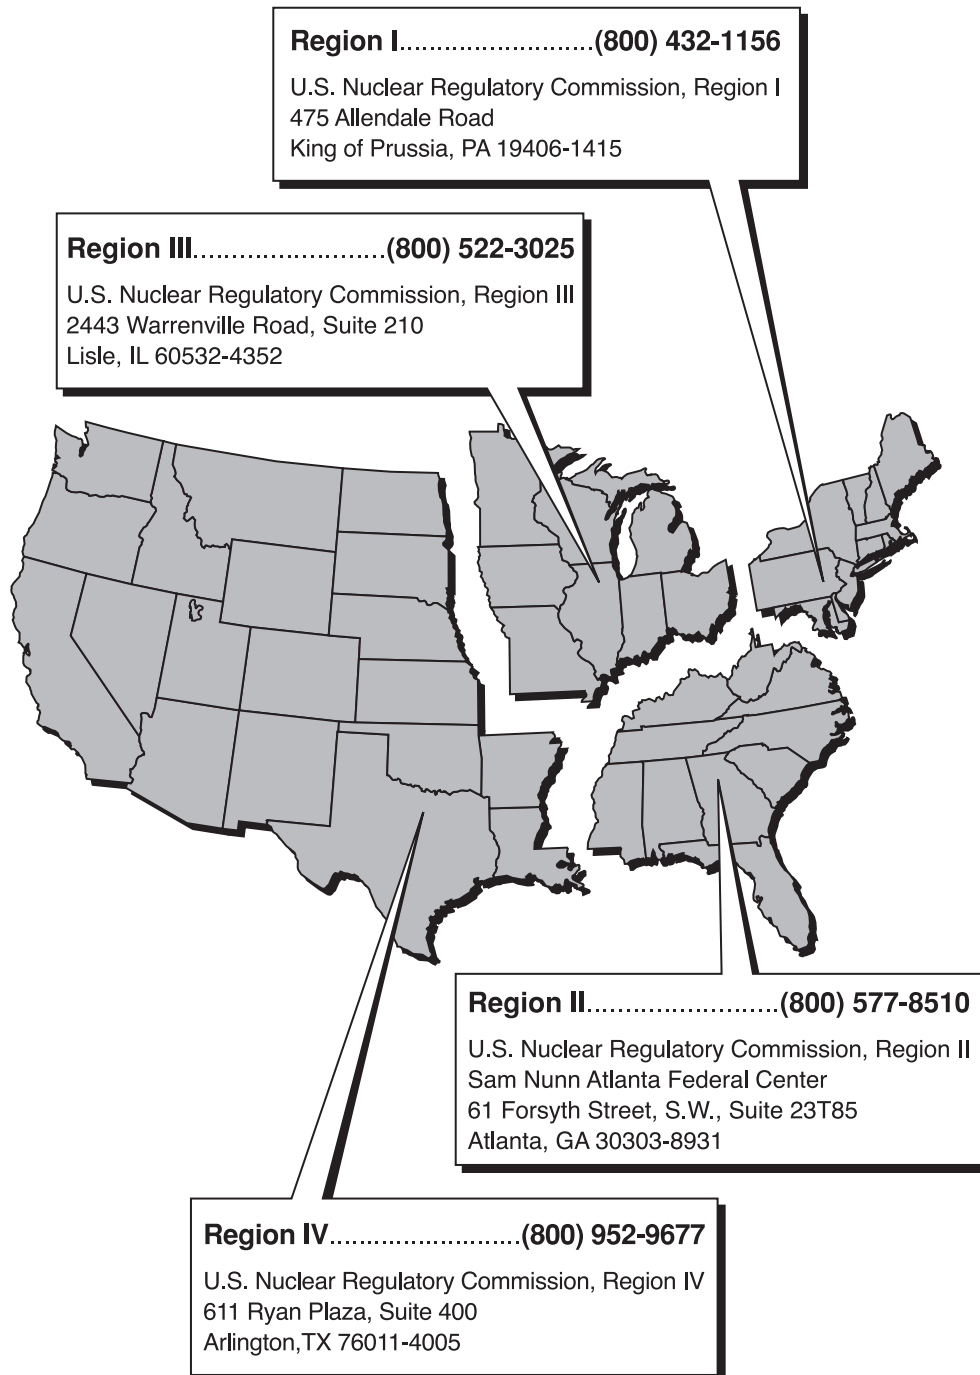 Region I.........................(800) 432-1156
U.S. Nuclear Regulatory Commission, Region I
475 Allendale Road
King of Prussia, PA 19406-1415
Region III.........................(800) 522-3025
U.S. Nuclear Regulatory Commission, Region III
2443 Warrenville Road, Suite 210
Lisle, IL 60532-4352
Region II.........................(800) 577-8510
U.S. Nuclear Regulatory Commission, Region II
Sam Nunn Atlanta Federal Center
61 Forsyth Street, S.W., Suite 23T85
Atlanta, GA 30303-8931
Region IV.........................(800) 952-9677
U.S. Nuclear Regulatory Commission, Region IV
611 Ryan Plaza, Suite 400
Arlington,TX 76011-4005